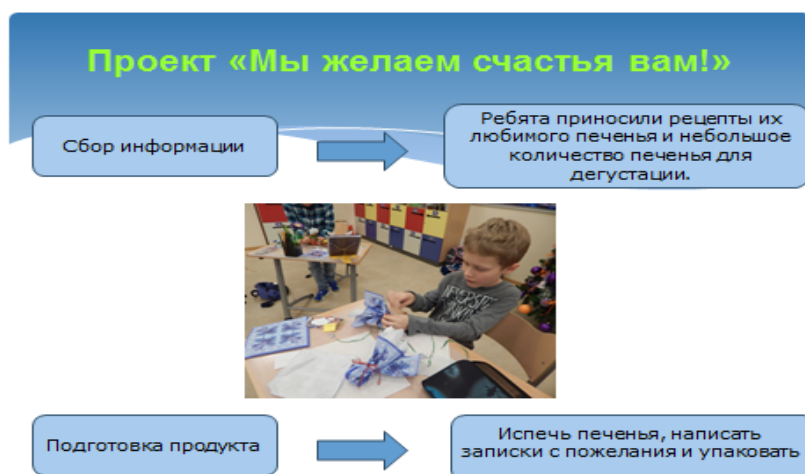 Проект «Мы желаем счастья вам!»
Сбор информации
Ребята приносили рецепты их
любимого печенья и небольшое
количество печенья для
дегустации.
Подготовка продукта
Испечь печенья, написать
записки с пожелания и упаковать